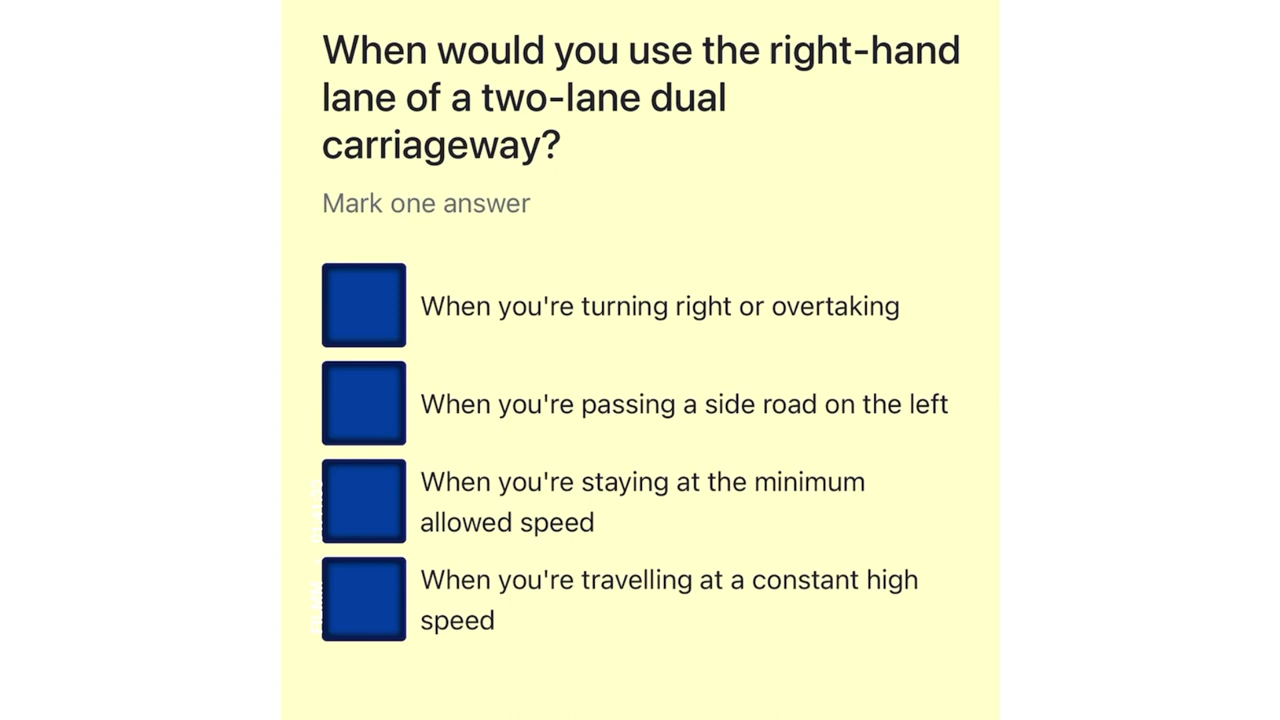 When would you use the right-hand
lane of a two-lane dual
carriageway?
Mark one answer
When you're turning right or overtaking
When you're passing a side road on the left
When you're staying at the minimum
allowed speed
When you're travelling at a constant high
speed